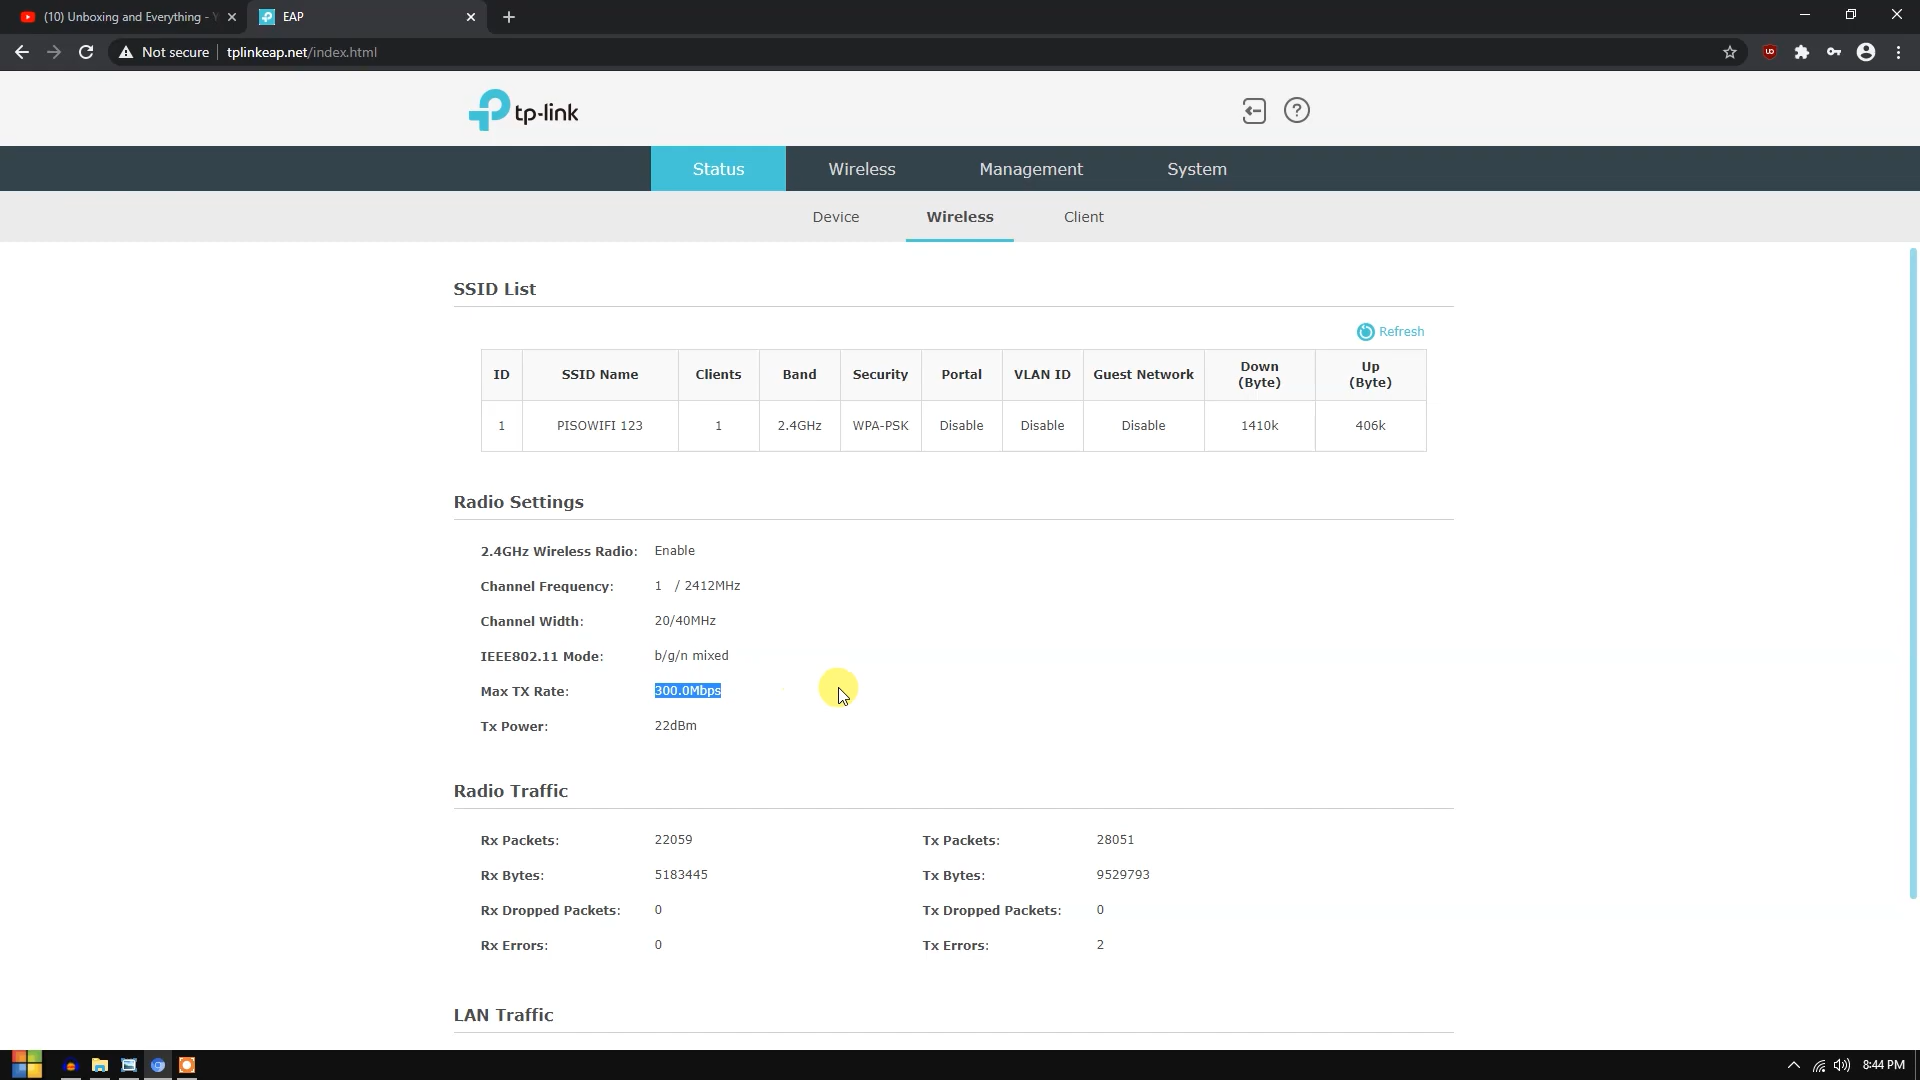 (10) Unboxing and Everything - Y
EAP
Not secure
tplinkeap.net/index.html
UD
tp-link
?
Status
Wireless
Management
System
Device
Wireless
Client
SSID List
Refresh
ID SSID Name Clients Band Security Portal VLAN ID Guest Network Down (Byte) Up (Byte)
1 PISOWIFI 123 1 2.4GHz WPA-PSK Disable Disable Disable 1410k 406k
Radio Settings
2.4GHz Wireless Radio: Enable
Channel Frequency: 1 / 2412MHz
Channel Width: 20/40MHz
IEEE802.11 Mode: b/g/n mixed
Max TX Rate: 300.0Mbps
Tx Power: 22dBm
Radio Traffic
Rx Packets: 22059 Tx Packets: 28051
Rx Bytes: 5183445 Tx Bytes: 9529793
Rx Dropped Packets: 0 Tx Dropped Packets: 0
Rx Errors: 0 Tx Errors: 2
LAN Traffic
8:44 PM